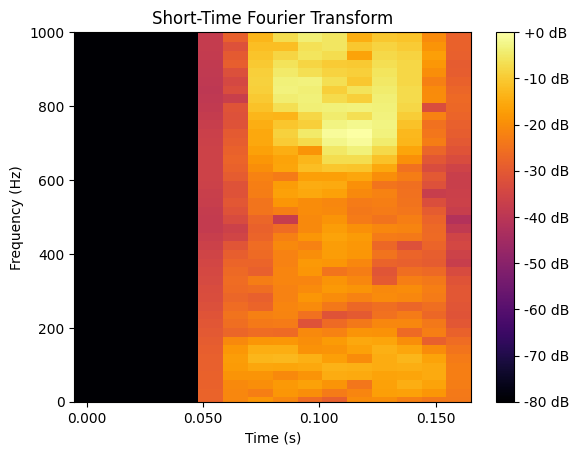 Short-Time Fourier Transform
1000
800
600
400
200
0
Frequency (Hz)
0.000
0.050
0.100
0.150
Time (s)
+0 dB
-10 dB
-20 dB
-30 dB
-40 dB
-50 dB
-60 dB
-70 dB
-80 dB